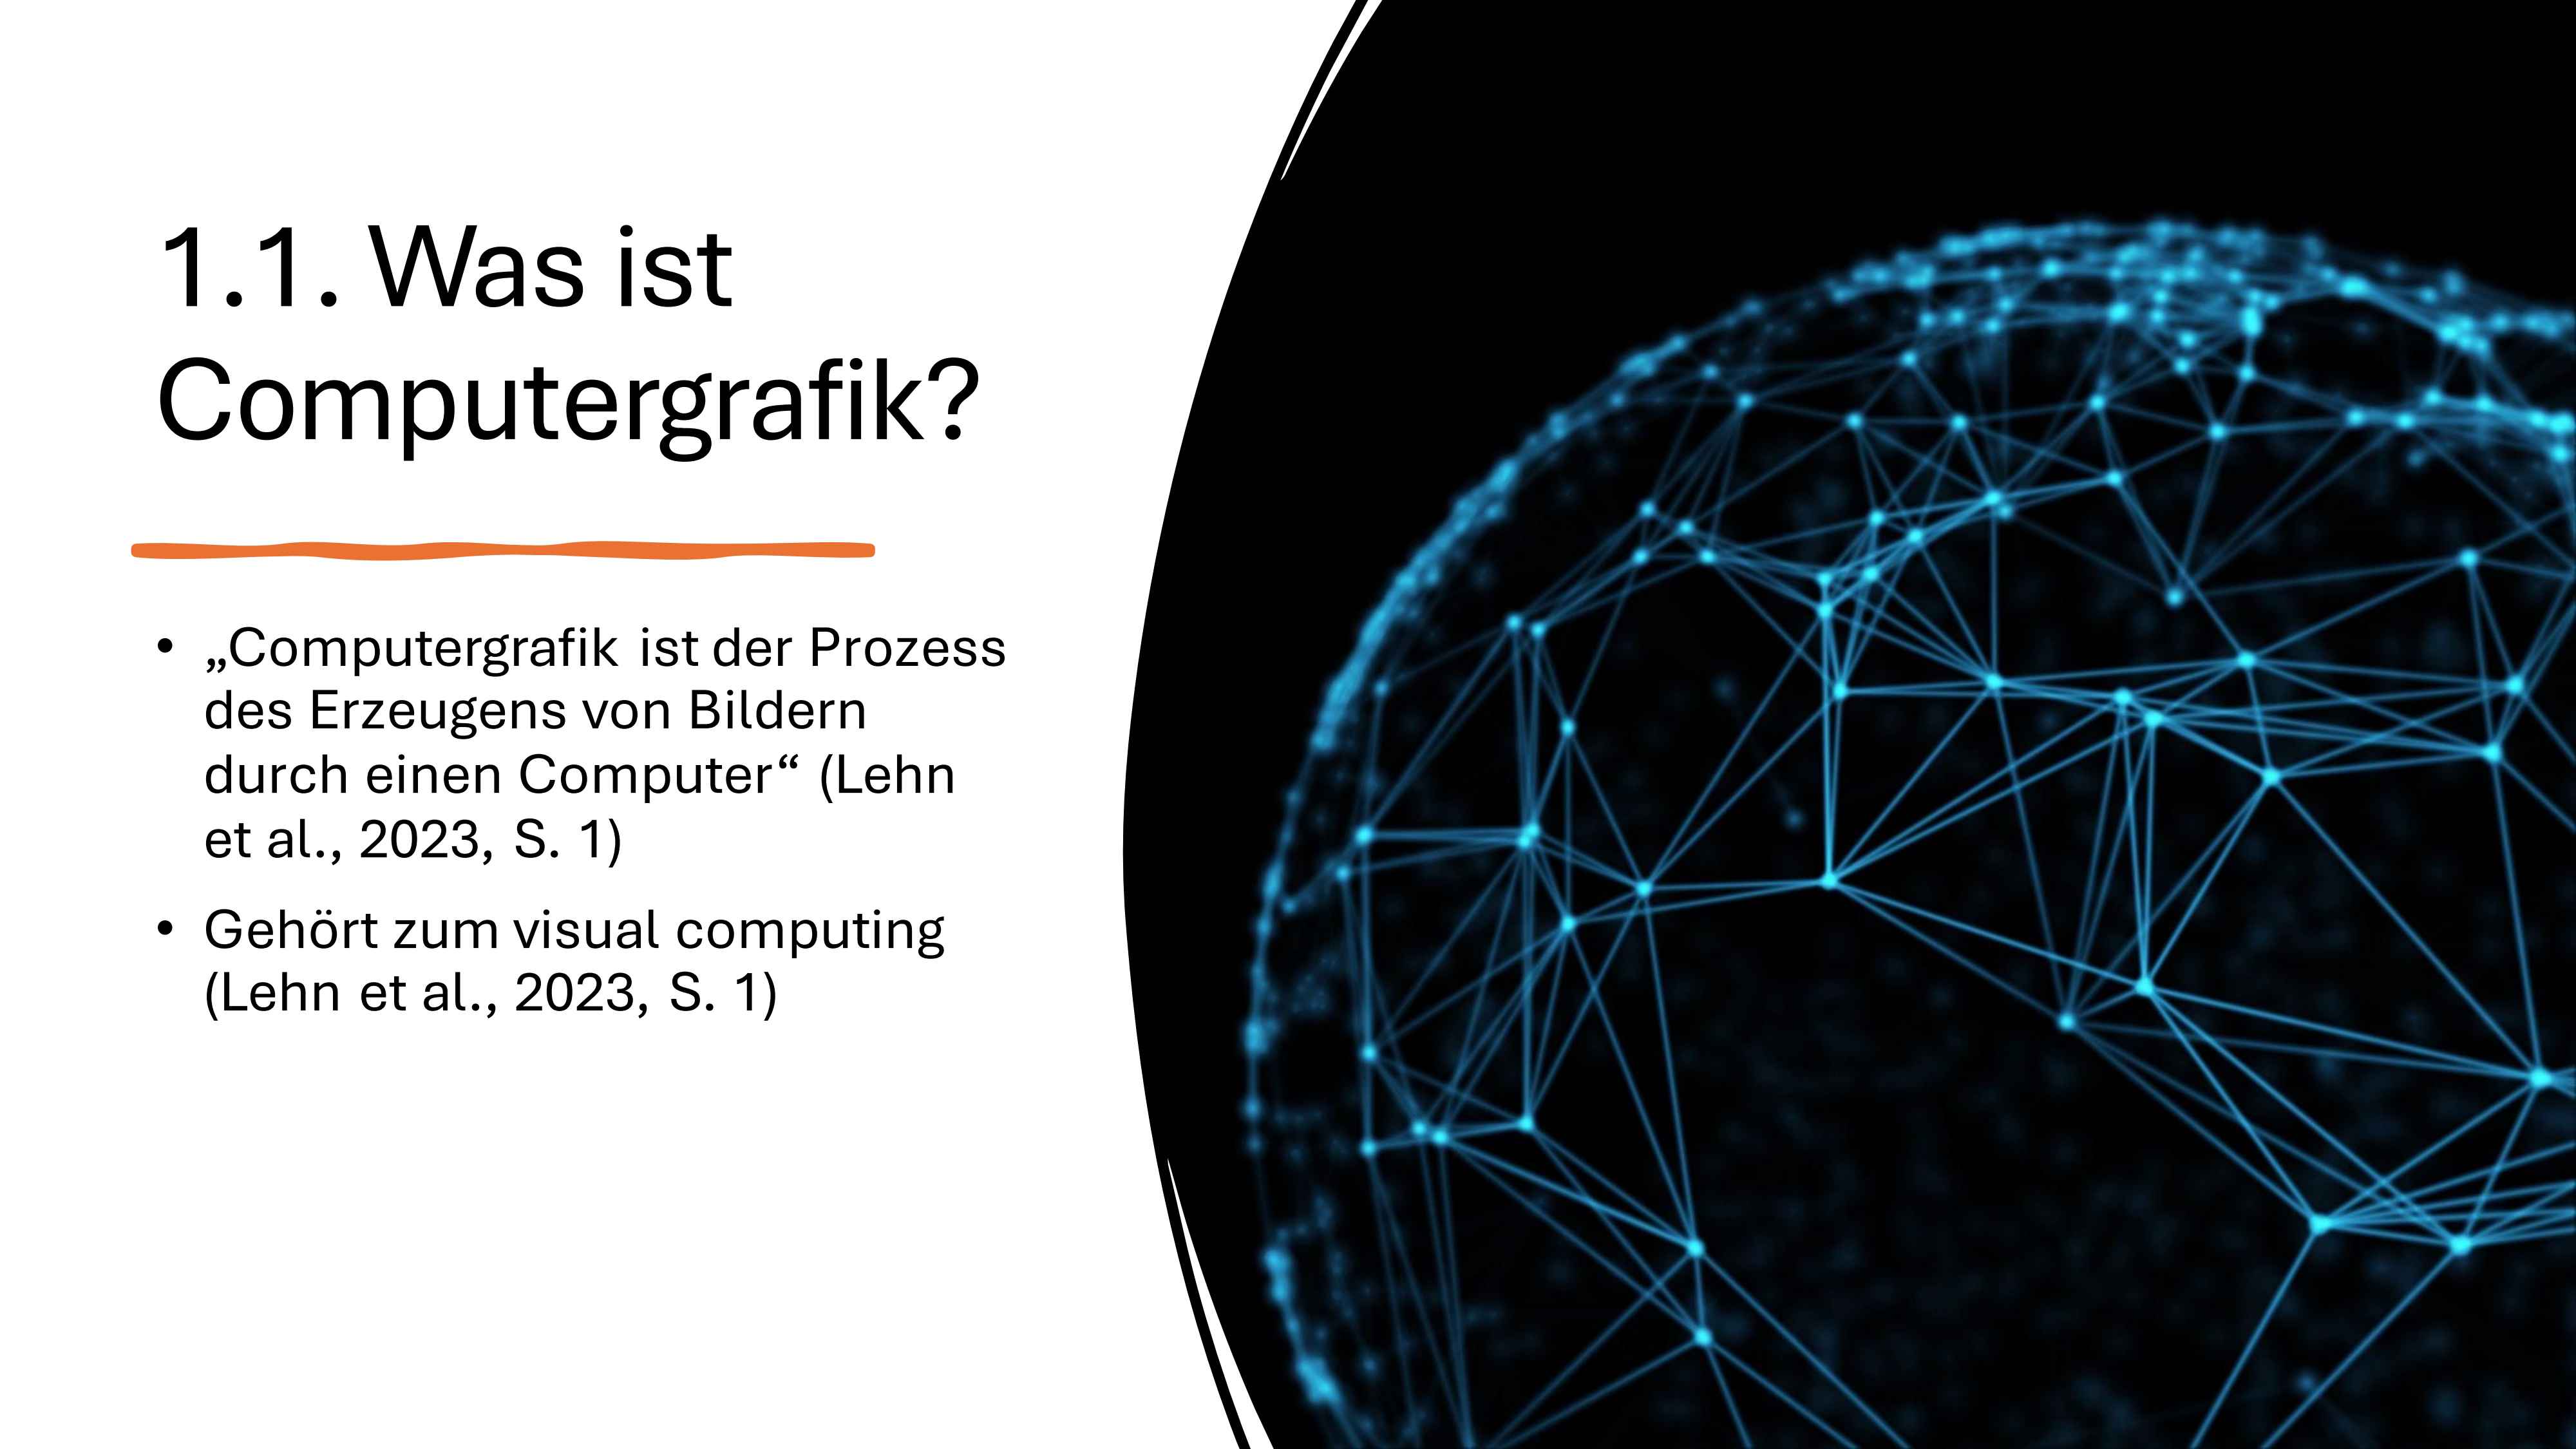 1.1. Was ist
Computergrafik?
• „Computergrafik ist der Prozess
des Erzeugens von Bildern
durch einen Computer“ (Lehn
et al., 2023, S. 1)
• Gehört zum visual computing
(Lehn et al., 2023, S. 1)